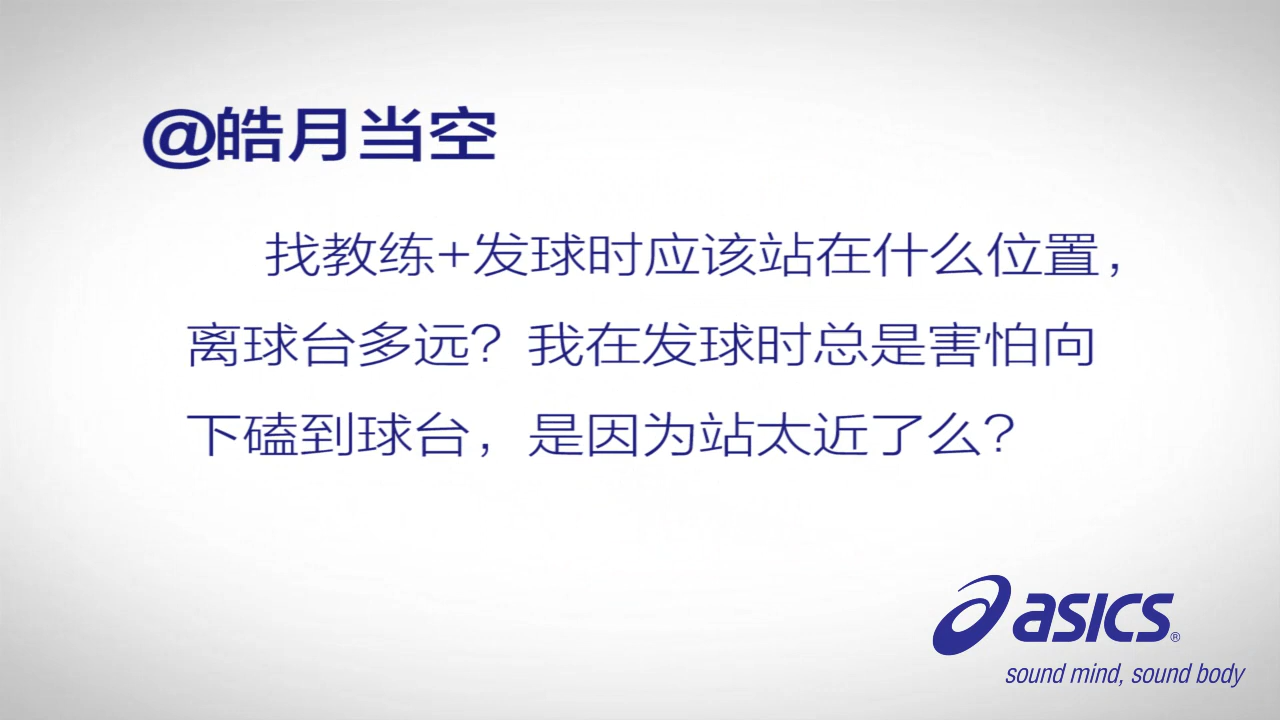 @皓月当空
找教练+发球时应该站在什么位置，
离球台多远？我在发球时总是害怕向
下磕到球台，是因为站太近了么？
asics®
sound mind, sound body